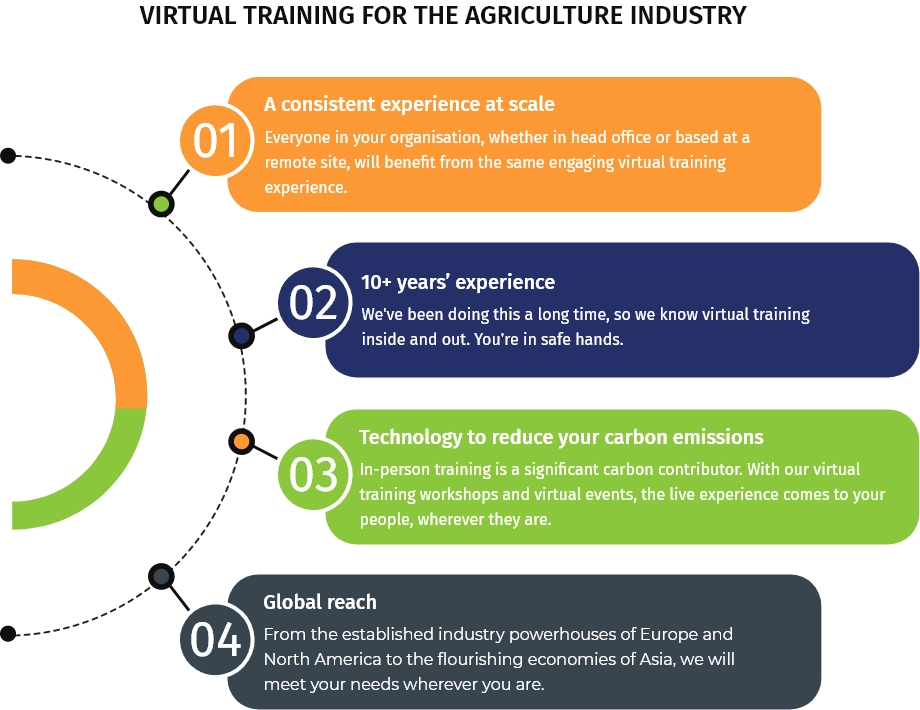 VIRTUAL TRAINING FOR THE AGRICULTURE INDUSTRY
01
A consistent experience at scale
Everyone in your organisation, whether in head office or based at a
remote site, will benefit from the same engaging virtual training
experience.
02
10+ years’ experience
We've been doing this a long time, so we know virtual training
inside and out. You're in safe hands.
03
Technology to reduce your carbon emissions
In-person training is a significant carbon contributor. With our virtual
training workshops and virtual events, the live experience comes to your
people, wherever they are.
04
Global reach
From the established industry powerhouses of Europe and
North America to the flourishing economies of Asia, we will
meet your needs wherever you are.